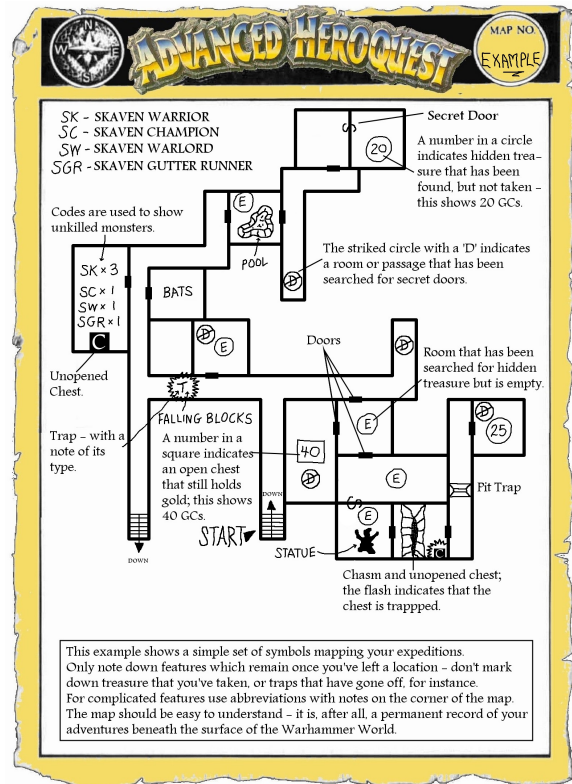 N
W E
S
ADVANCED HEROQUEST
MAP NO.
EXAMPLE
SK - SKAVEN WARRIOR
SC - SKAVEN CHAMPION
SW - SKAVEN WARLORD
SGR - SKAVEN GUTTER RUNNER
S
Secret Door
20
A number in a circle
indicates hidden trea-
sure that has been
found, but not taken -
this shows 20 GCs.
Codes are used to show
unkilled monsters.
E
POOL
The striked circle with a 'D' indicates
a room or passage that has been
searched for secret doors.
D
SK x 3
SC x 1
SW x 1
SGR x 1
C
BATS
Unopened
Chest.
D
E
Doors
D
Room that has been
searched for hidden
treasure but is empty.
T
FALLING BLOCKS
Trap - with a
note of its
type.
A number in a
square indicates
an open chest
that still holds
gold; this shows
40 GCs.
40
D
E
D
25
E
Pit Trap
S
E
C
DOWN
START
STATUE
DOWN
Chasm and unopened chest;
the flash indicates that the
chest is trappped.
This example shows a simple set of symbols mapping your expeditions.
Only note down features which remain once you've left a location - don't mark
down treasure that you've taken, or traps that have gone off, for instance.
For complicated features use abbreviations with notes on the corner of the map.
The map should be easy to understand - it is, after all, a permanent record of your
adventures beneath the surface of the Warhammer World.